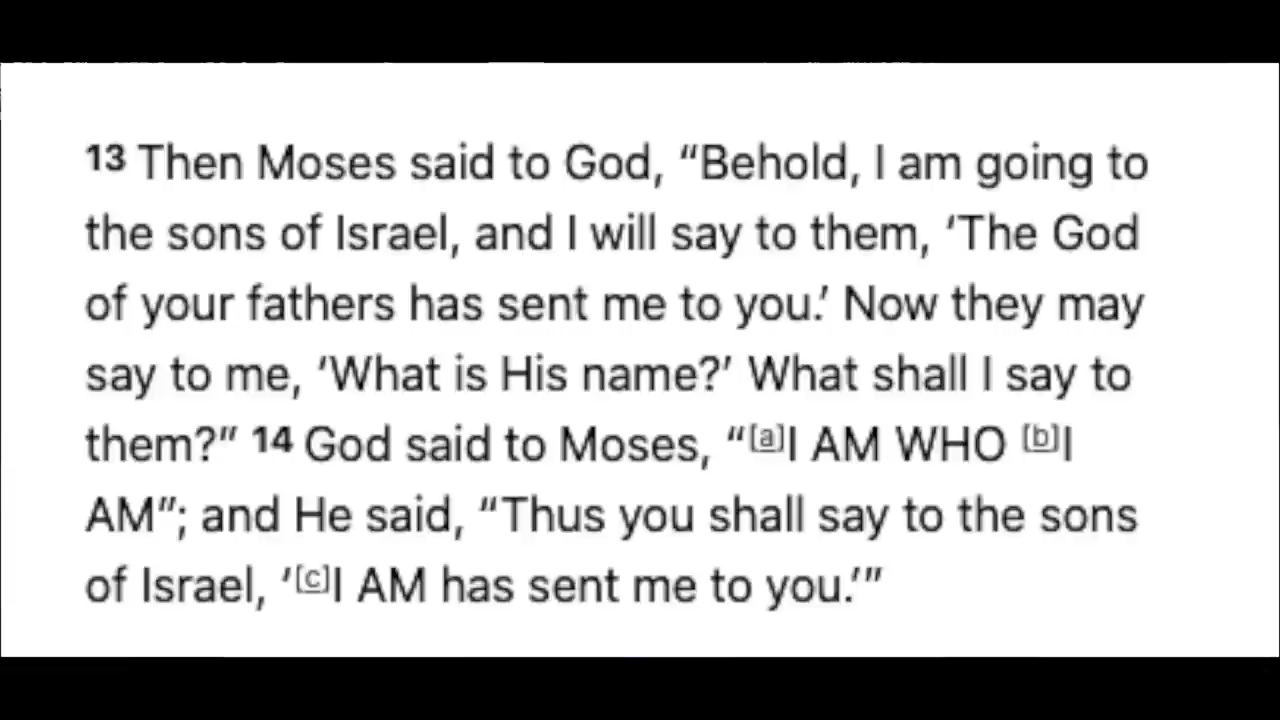 13 Then Moses said to God, “Behold, I am going to
the sons of Israel, and I will say to them, ‘The God
of your fathers has sent me to you.’ Now they may
say to me, ‘What is His name?’ What shall I say to
them?” 14 God said to Moses, “[a]I AM WHO [b]I
AM”; and He said, “Thus you shall say to the sons
of Israel, ‘[c]I AM has sent me to you.’”